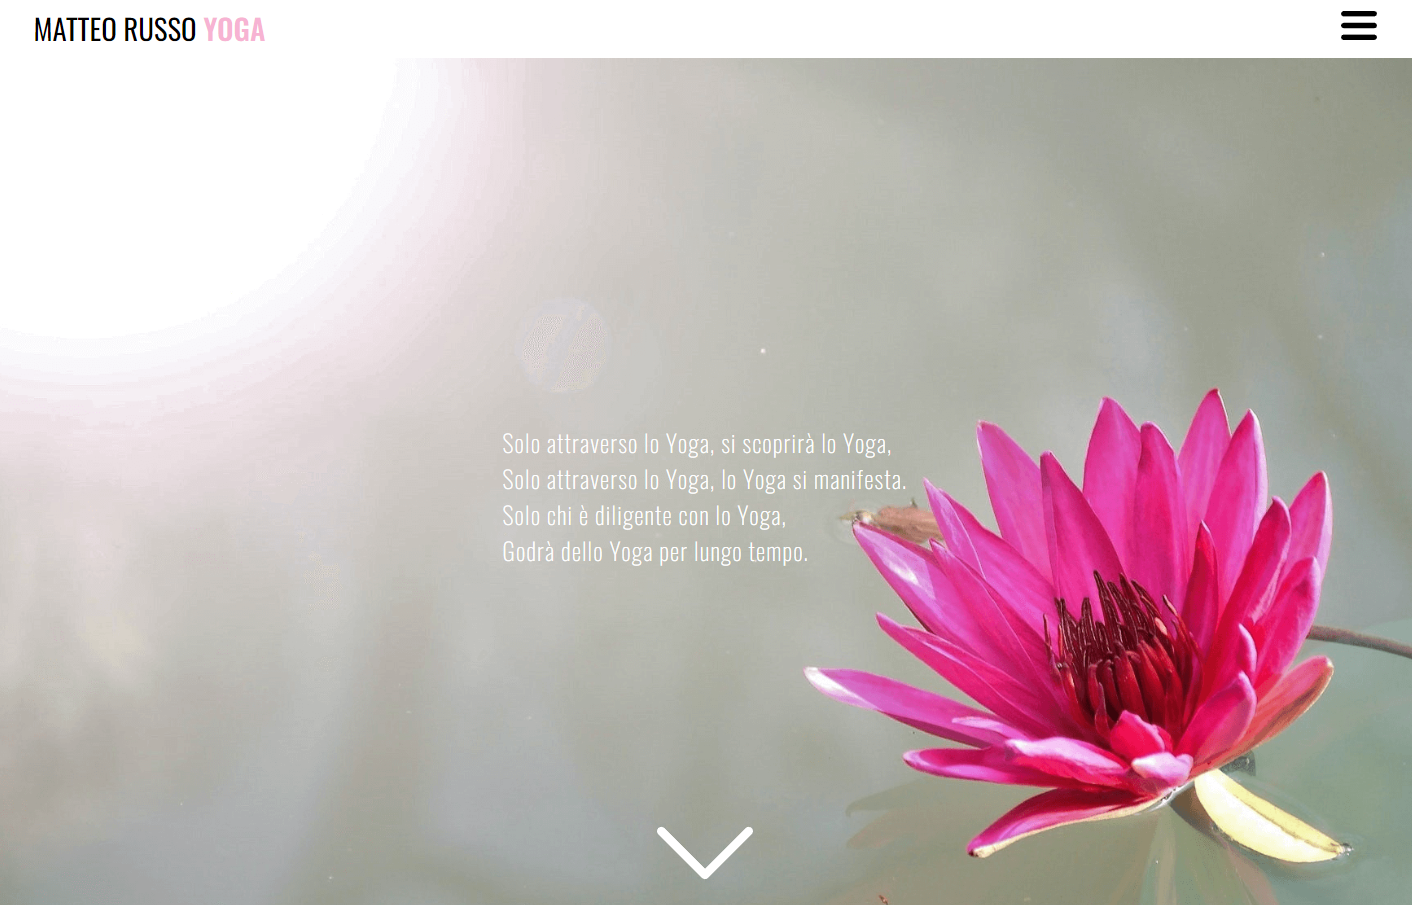 MATTEO RUSSO YOGA
Solo attraverso lo Yoga, si scoprirà lo Yoga,
Solo attraverso lo Yoga, lo Yoga si manifesta.
Solo chi è diligente con lo Yoga,
Godrà dello Yoga per lungo tempo.